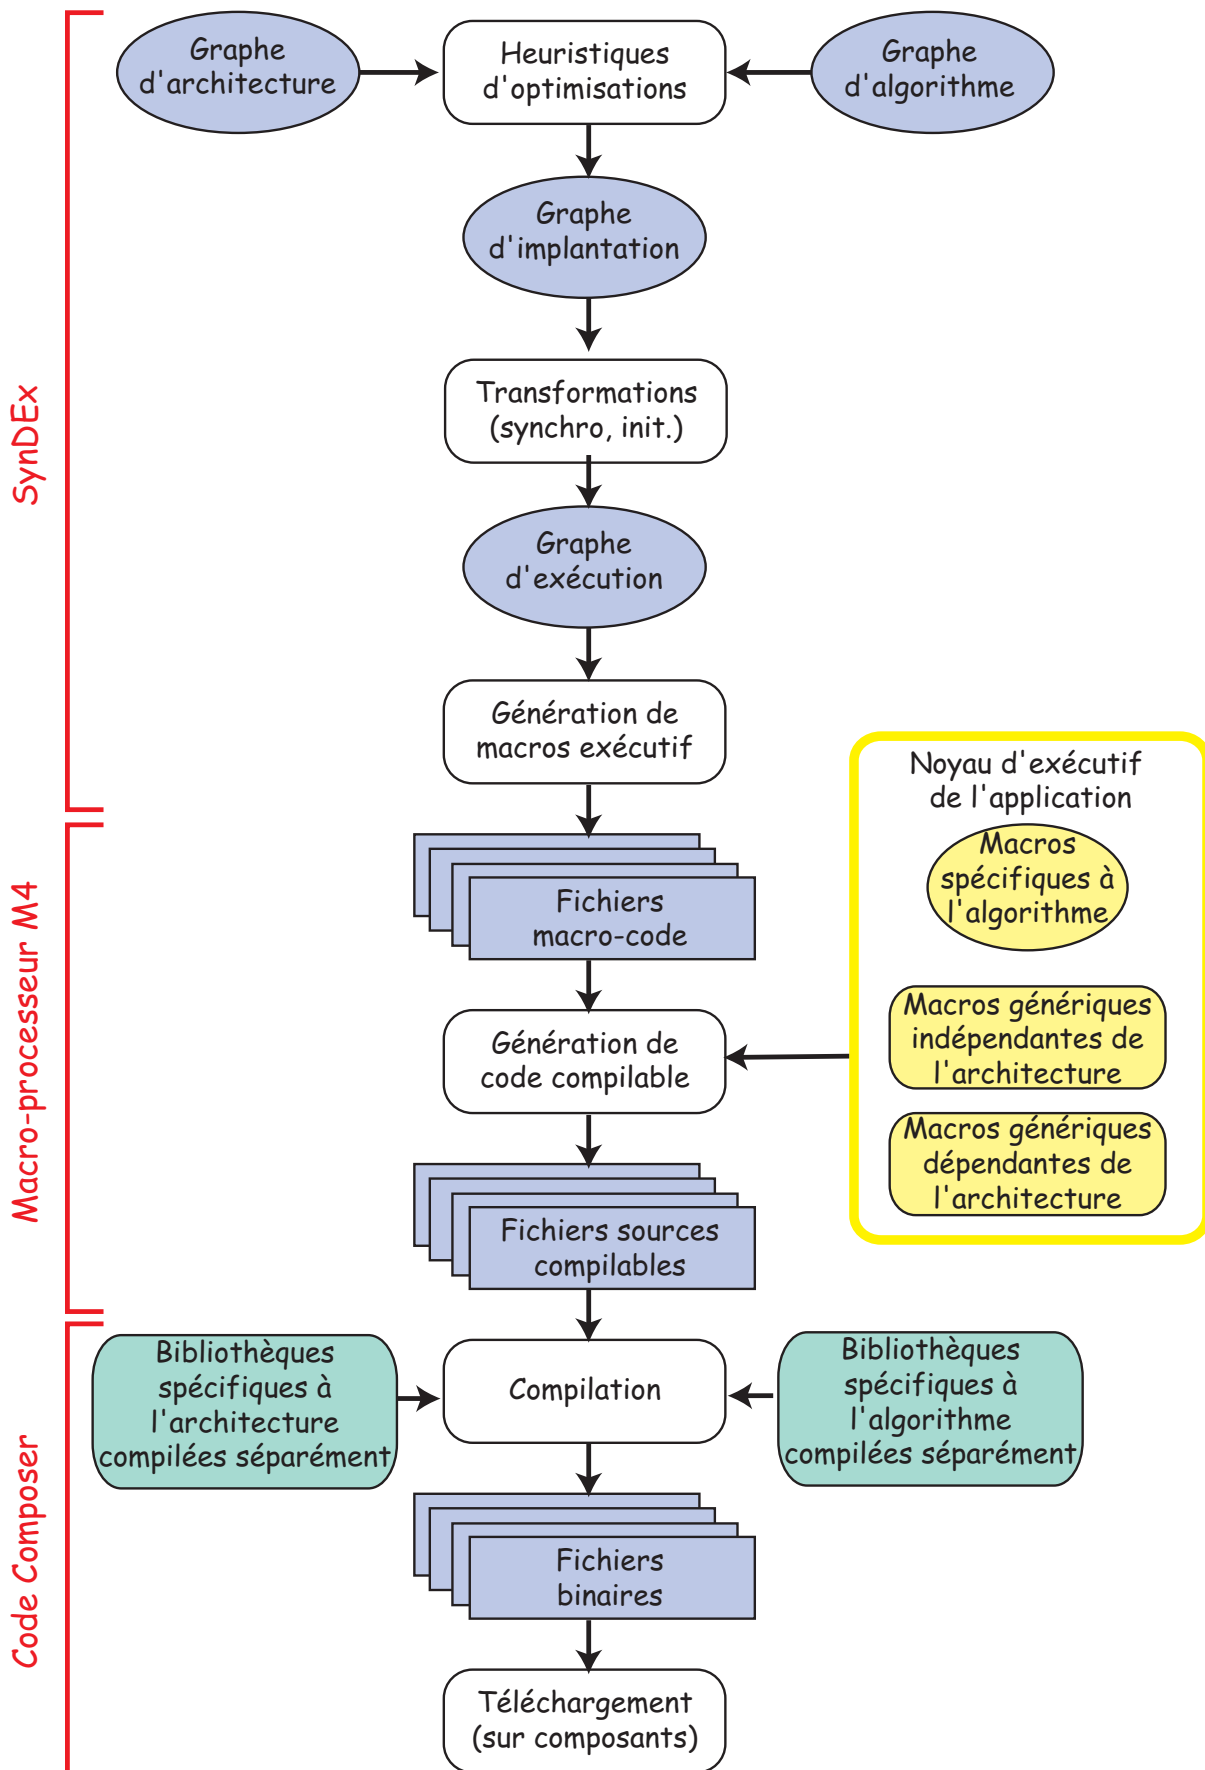 Graphe
d'architecture
Heuristiques
d'optimisations
Graphe
d'algorithme
Graphe
d'implantation
Transformations
(synchro, init.)
SynDEx
Graphe
d'exécution
Génération de
macros exécutif
Noyau d'exécutif
de l'application
Macros
spécifiques à
l'algorithme
Fichiers
macro-code
Macro-processeur M4
Macros génériques
indépendantes de
l'architecture
Génération de
code compilable
Macros génériques
dépendantes de
l'architecture
Fichiers sources
compilables
Bibliothèques
spécifiques à
l'architecture
compilées séparément
Compilation
Bibliothèques
spécifiques à
l'algorithme
compilées séparément
Code Composer
Fichiers
binaires
Téléchargement
(sur composants)